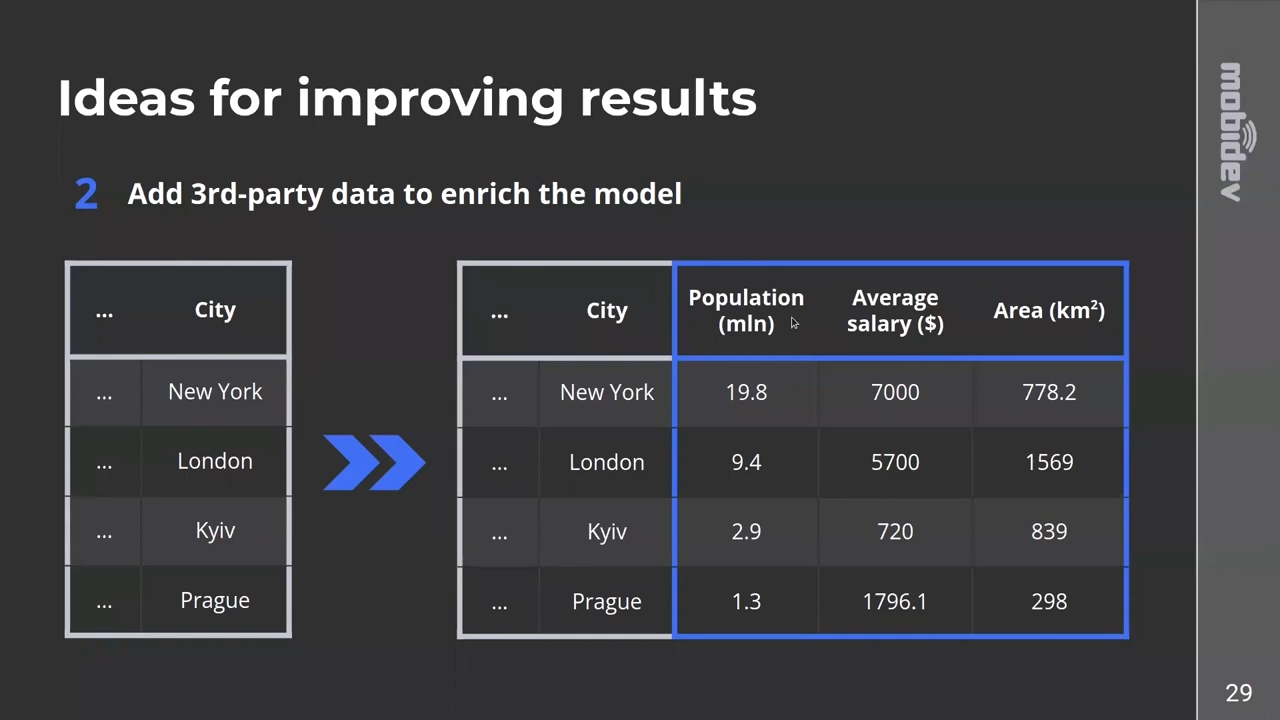 Ideas for improving results
2 Add 3rd-party data to enrich the model
... City
... New York
... London
... Kyiv
... Prague
... City Population (mln) Average salary ($) Area (km²)
... New York 19.8 7000 778.2
... London 9.4 5700 1569
... Kyiv 2.9 720 839
... Prague 1.3 1796.1 298
mobidev
29